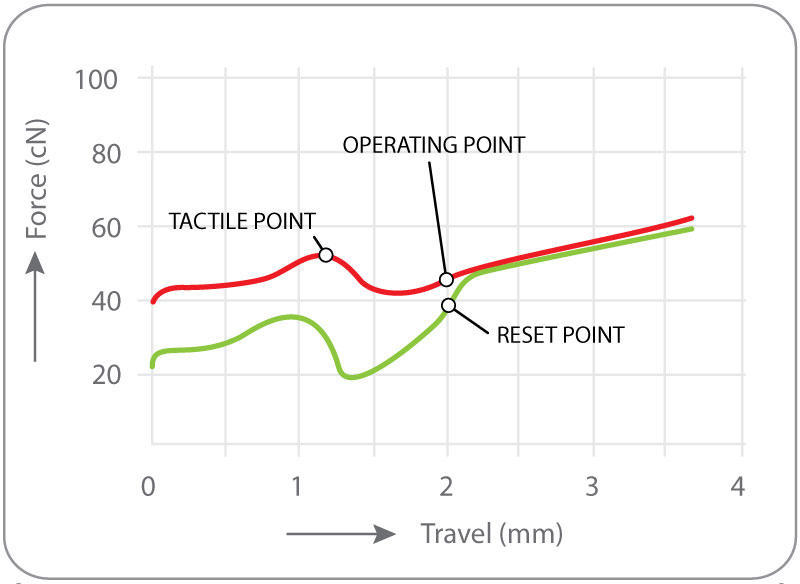 100
80
60
40
20
Force (cN)
OPERATING POINT
TACTILE POINT
RESET POINT
0 1 2 3 4
Travel (mm)